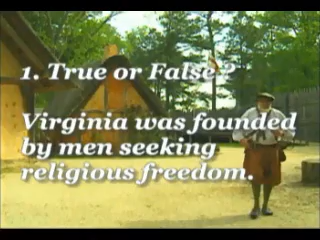 1. True or False ?
Virginia was founded
by men seeking
religious freedom.